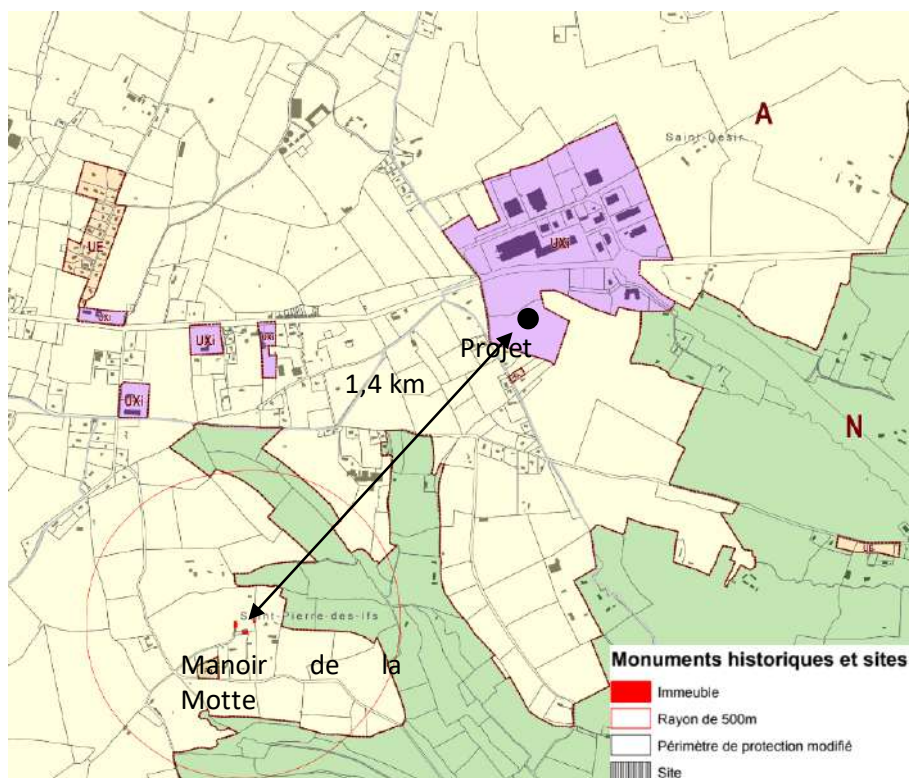 A
Saint-Désir
UE
UXi
UXi
UXi
UXi
Projet
1,4 km
UXi
N
UE
Saint-Pierre-des-Ifs
Manoir de la
Motte
Monuments historiques et sites
Immeuble
Rayon de 500m
Périmètre de protection modifié
Site